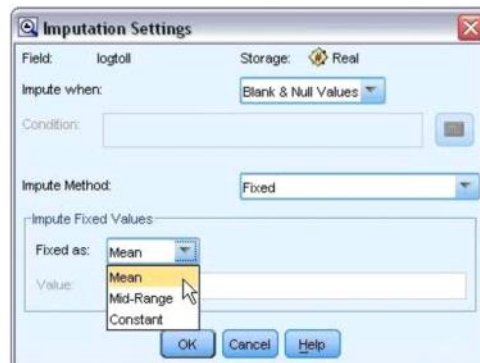 Imputation Settings
Field: logtoll Storage: Real
Impute when: Blank & Null Values
Condition:
Impute Method: Fixed
Impute Fixed Values
Fixed as: Mean
Value:
Mean
Mid-Range
Constant
OK Cancel Help